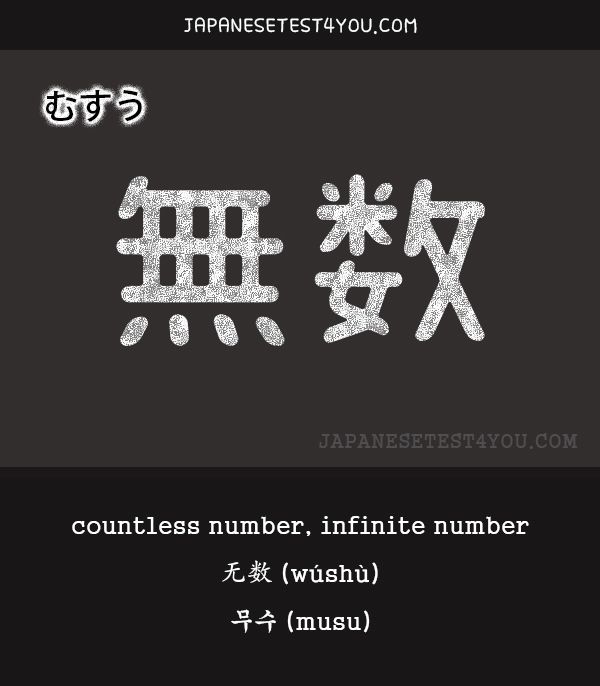 JAPANESETEST4YOU.COM
むすう
無数
JAPANESETEST4YOU.COM
countless number, infinite number
无数 (wúshù)
무수 (musu)